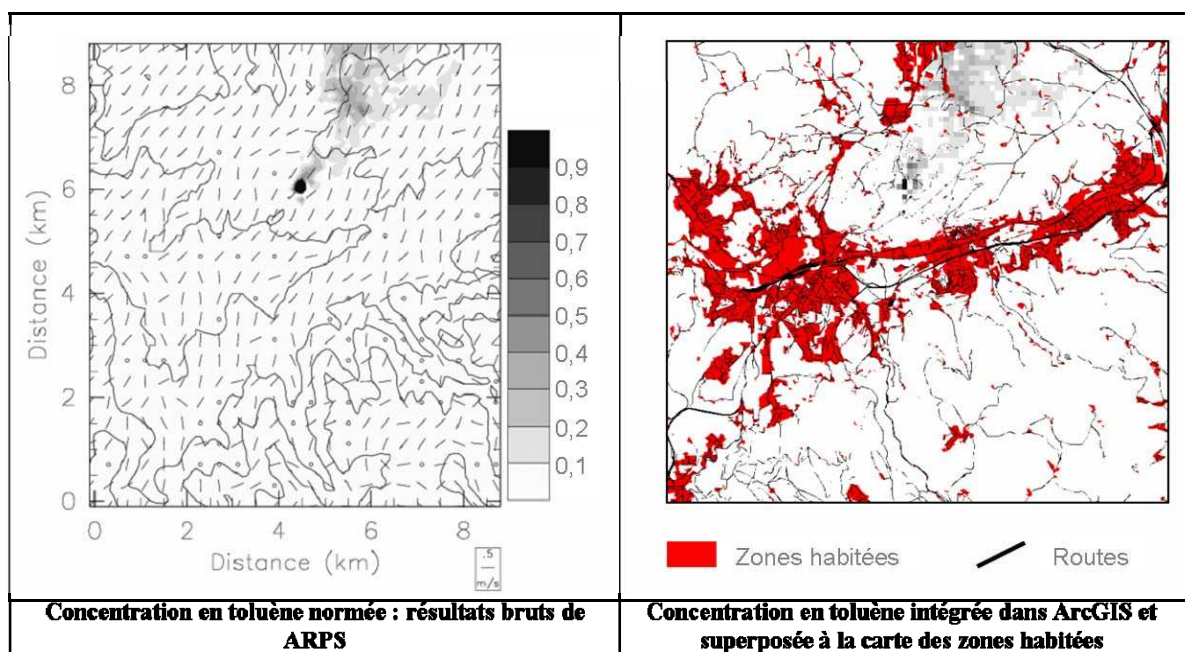 8
6
4
2
0
Distance (km)
0
2
4
6
8
Distance (km)
0,9
0,8
0,7
0,6
0,5
0,4
0,3
0,2
0,1
.5
m/s
Zones habitées
Routes
Concentration en toluène normée : résultats bruts de
ARPS
Concentration en toluène intégrée dans ArcGIS et
superposée à la carte des zones habitées